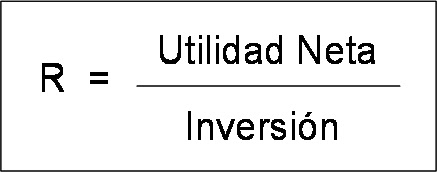 Utilidad Neta
R =
Inversión